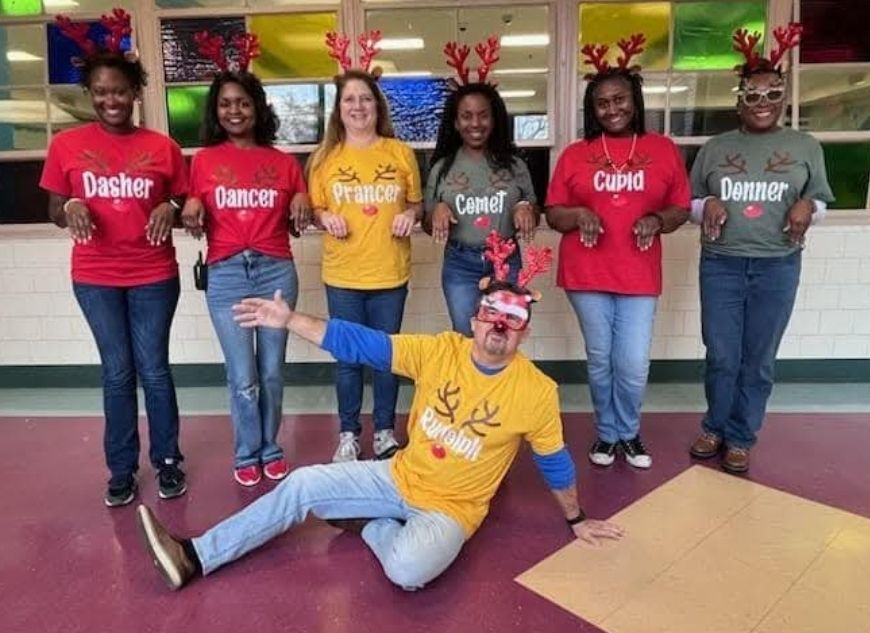 Dasher
Dancer
Prancer
Comet
Cupid
Donner
Rudolph